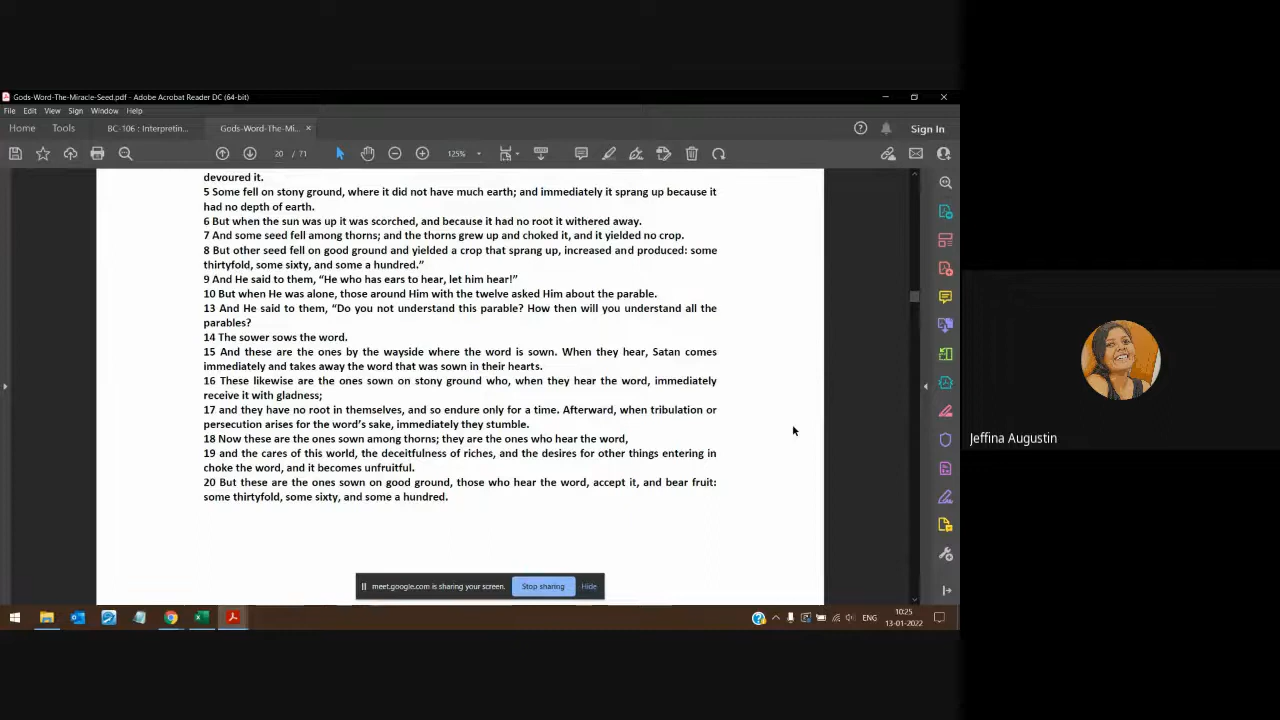 Gods-Word-The-Miracle-Seed.pdf - Adobe Acrobat Reader DC (64-bit)
File Edit View Sign Window Help
Home Tools BC-106 : Interpretin... Gods-Word-The-Mi... × Sign In
20 / 71 125%
devoured it.
5 Some fell on stony ground, where it did not have much earth; and immediately it sprang up because it
had no depth of earth.
6 But when the sun was up it was scorched, and because it had no root it withered away.
7 And some seed fell among thorns; and the thorns grew up and choked it, and it yielded no crop.
8 But other seed fell on good ground and yielded a crop that sprang up, increased and produced: some
thirtyfold, some sixty, and some a hundred.”
9 And He said to them, “He who has ears to hear, let him hear!”
10 But when He was alone, those around Him with the twelve asked Him about the parable.
13 And He said to them, “Do you not understand this parable? How then will you understand all the
parables?
14 The sower sows the word.
15 And these are the ones by the wayside where the word is sown. When they hear, Satan comes
immediately and takes away the word that was sown in their hearts.
16 These likewise are the ones sown on stony ground who, when they hear the word, immediately
receive it with gladness;
17 and they have no root in themselves, and so endure only for a time. Afterward, when tribulation or
persecution arises for the word’s sake, immediately they stumble.
18 Now these are the ones sown among thorns; they are the ones who hear the word,
19 and the cares of this world, the deceitfulness of riches, and the desires for other things entering in
choke the word, and it becomes unfruitful.
20 But these are the ones sown on good ground, those who hear the word, accept it, and bear fruit:
some thirtyfold, some sixty, and some a hundred.
Jeffina Augustin
meet.google.com is sharing your screen. Stop sharing Hide
ENG
10:25
13-01-2022